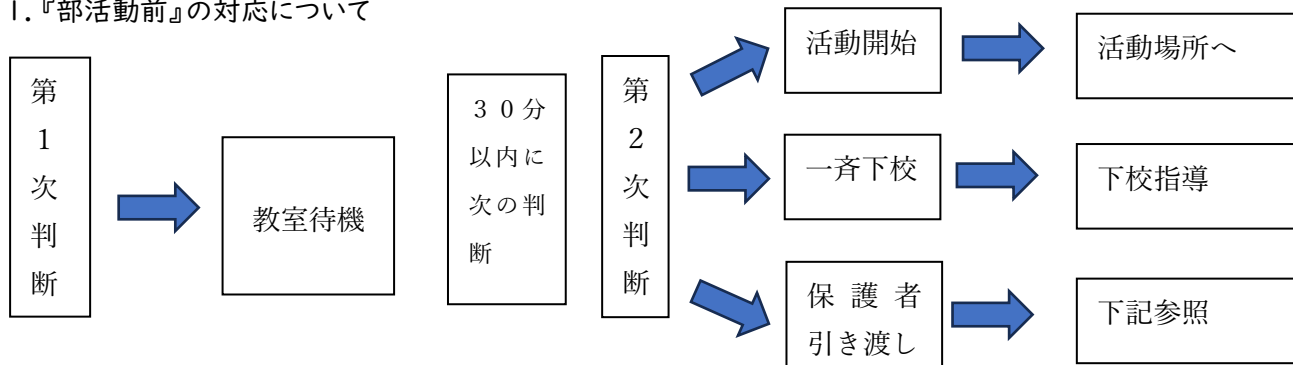 1.『部活動前』の対応について
第
1
次
判
断
教室待機
３０分
以内に
次の判
断
第
2
次
判
断
活動開始
活動場所へ
一斉下校
下校指導
保護者
引き渡し
下記参照